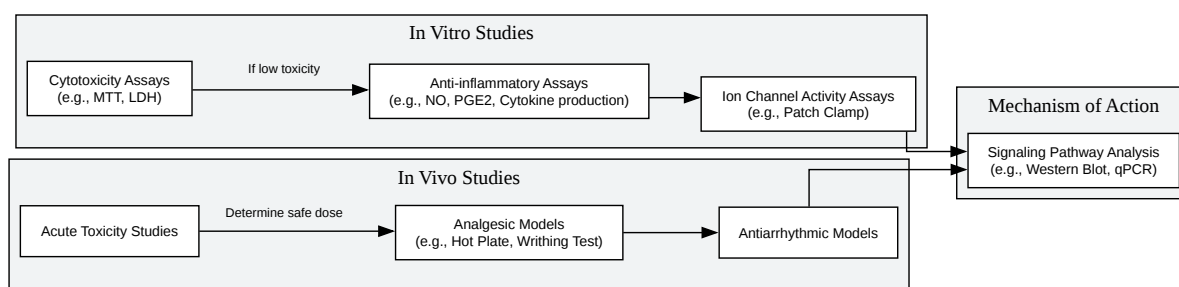 In Vitro Studies
Cytotoxicity Assays
(e.g., MTT, LDH)
If low toxicity
Anti-inflammatory Assays
(e.g., NO, PGE2, Cytokine production)
Ion Channel Activity Assays
(e.g., Patch Clamp)
Mechanism of Action
Signaling Pathway Analysis
(e.g., Western Blot, qPCR)
In Vivo Studies
Acute Toxicity Studies
Determine safe dose
Analgesic Models
(e.g., Hot Plate, Writhing Test)
Antiarrhythmic Models